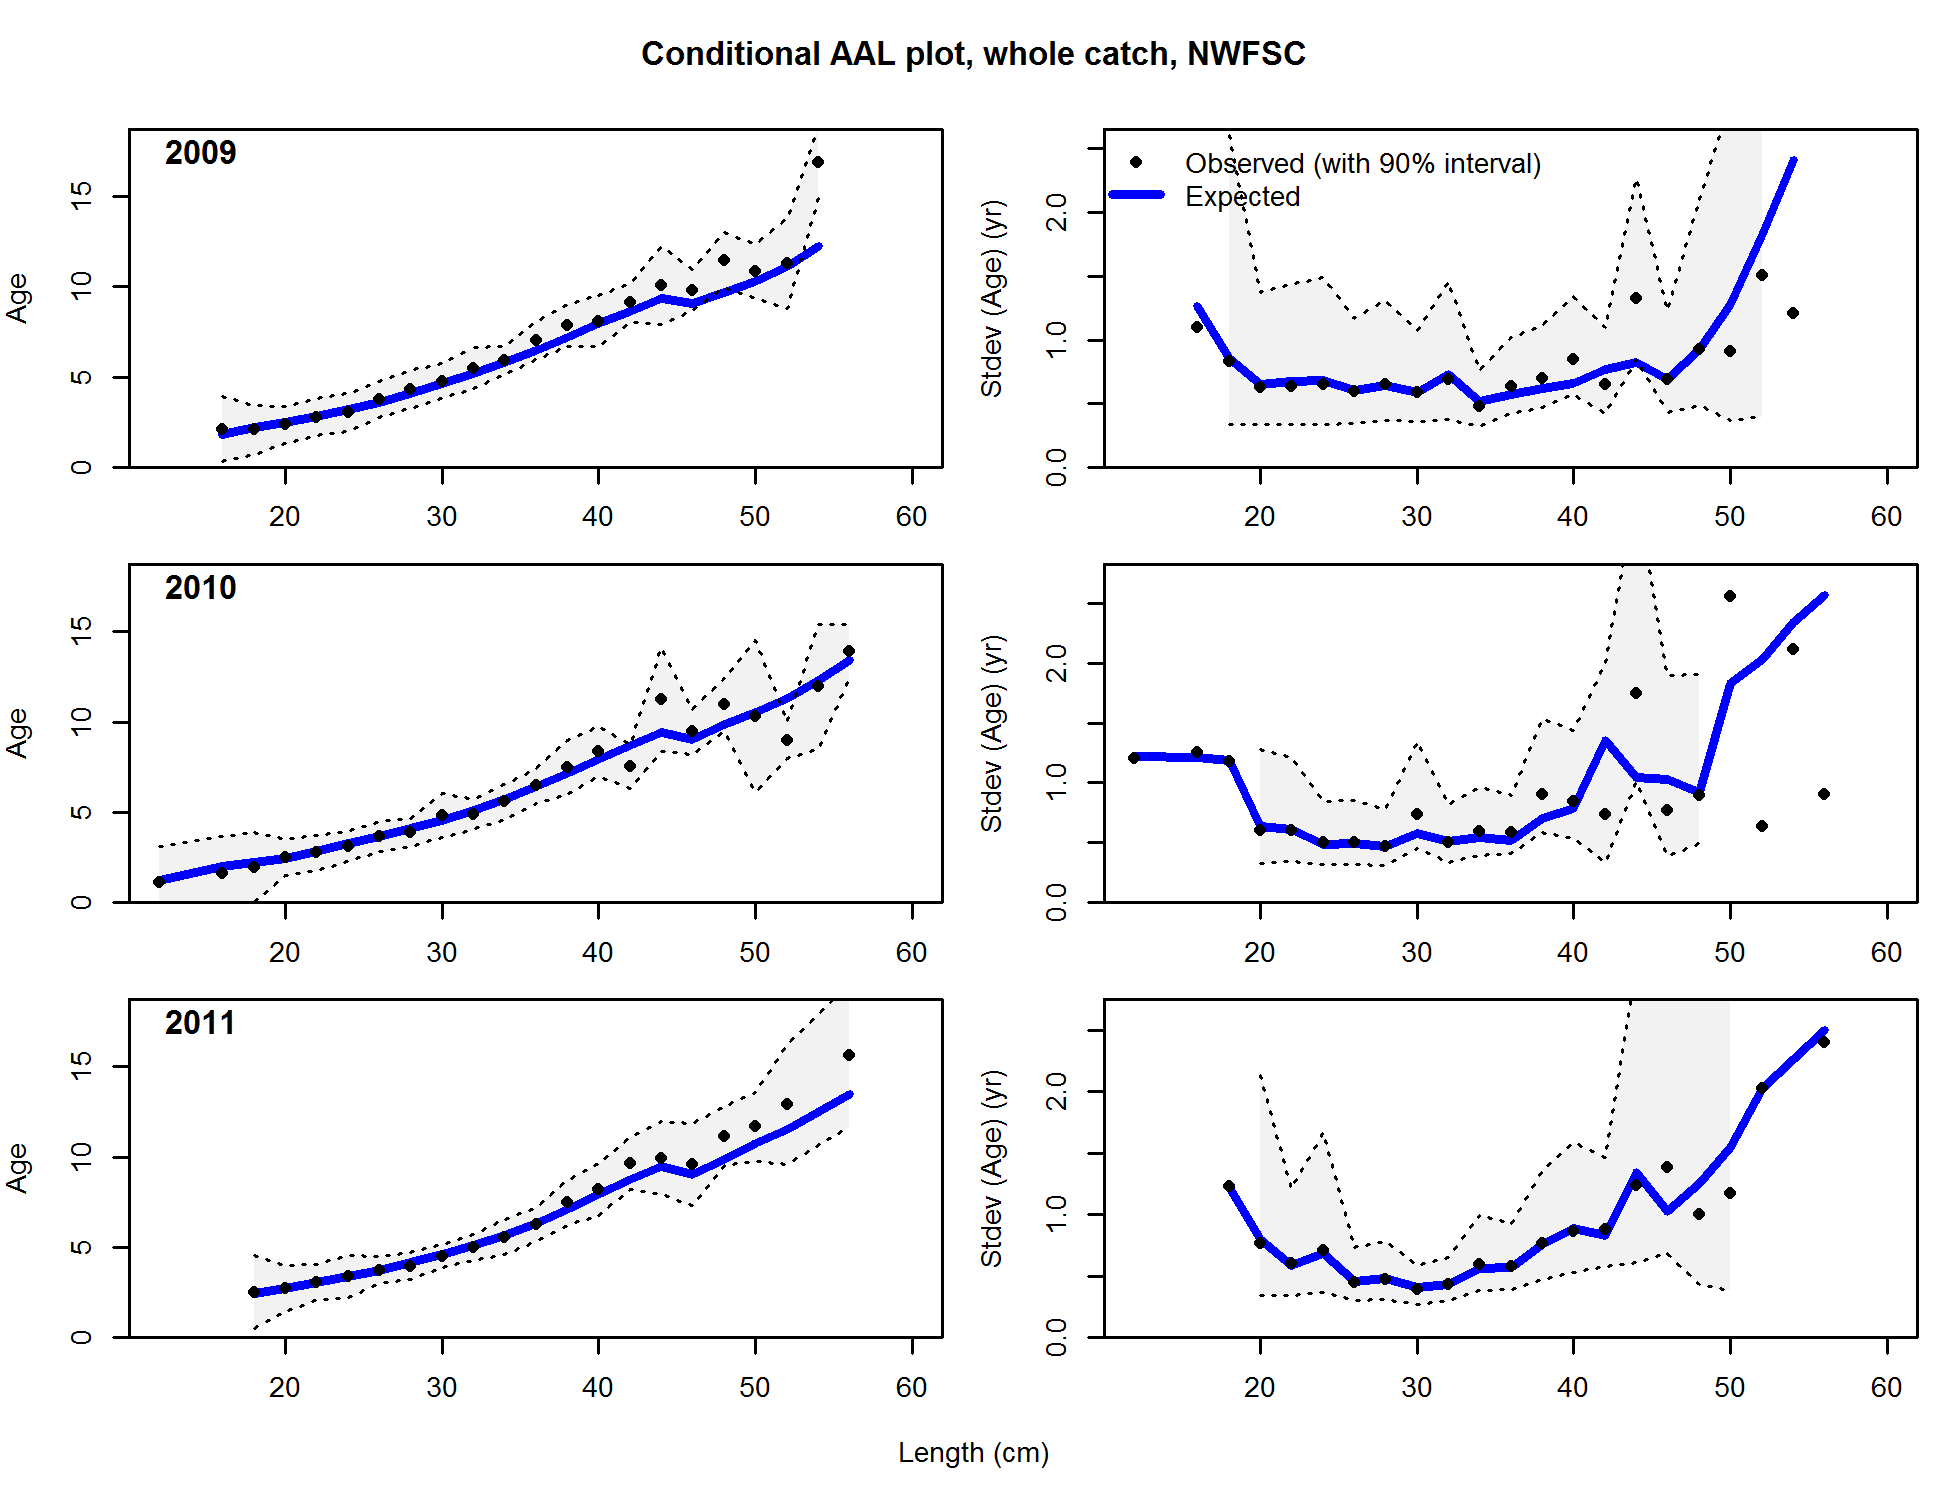 Conditional AAL plot, whole catch, NWFSC
2009
Age
0 5 10 15
20 30 40 50 60
Observed (with 90% interval)
Expected
Stdev (Age) (yr)
0.0 1.0 2.0
20 30 40 50 60
2010
Age
0 5 10 15
20 30 40 50 60
Stdev (Age) (yr)
0.0 1.0 2.0
20 30 40 50 60
2011
Age
0 5 10 15
20 30 40 50 60
Stdev (Age) (yr)
0.0 1.0 2.0
20 30 40 50 60
Length (cm)